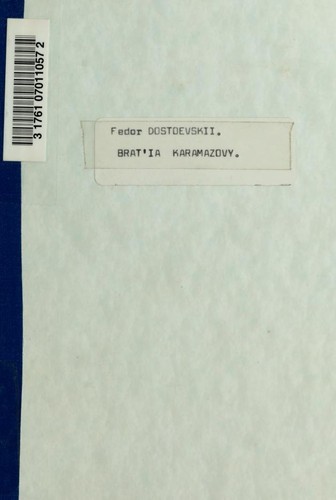 3 1761 07011057 2
Fedor DOSTOEVSKII.
BRAT'IA KARAMAZOVY.